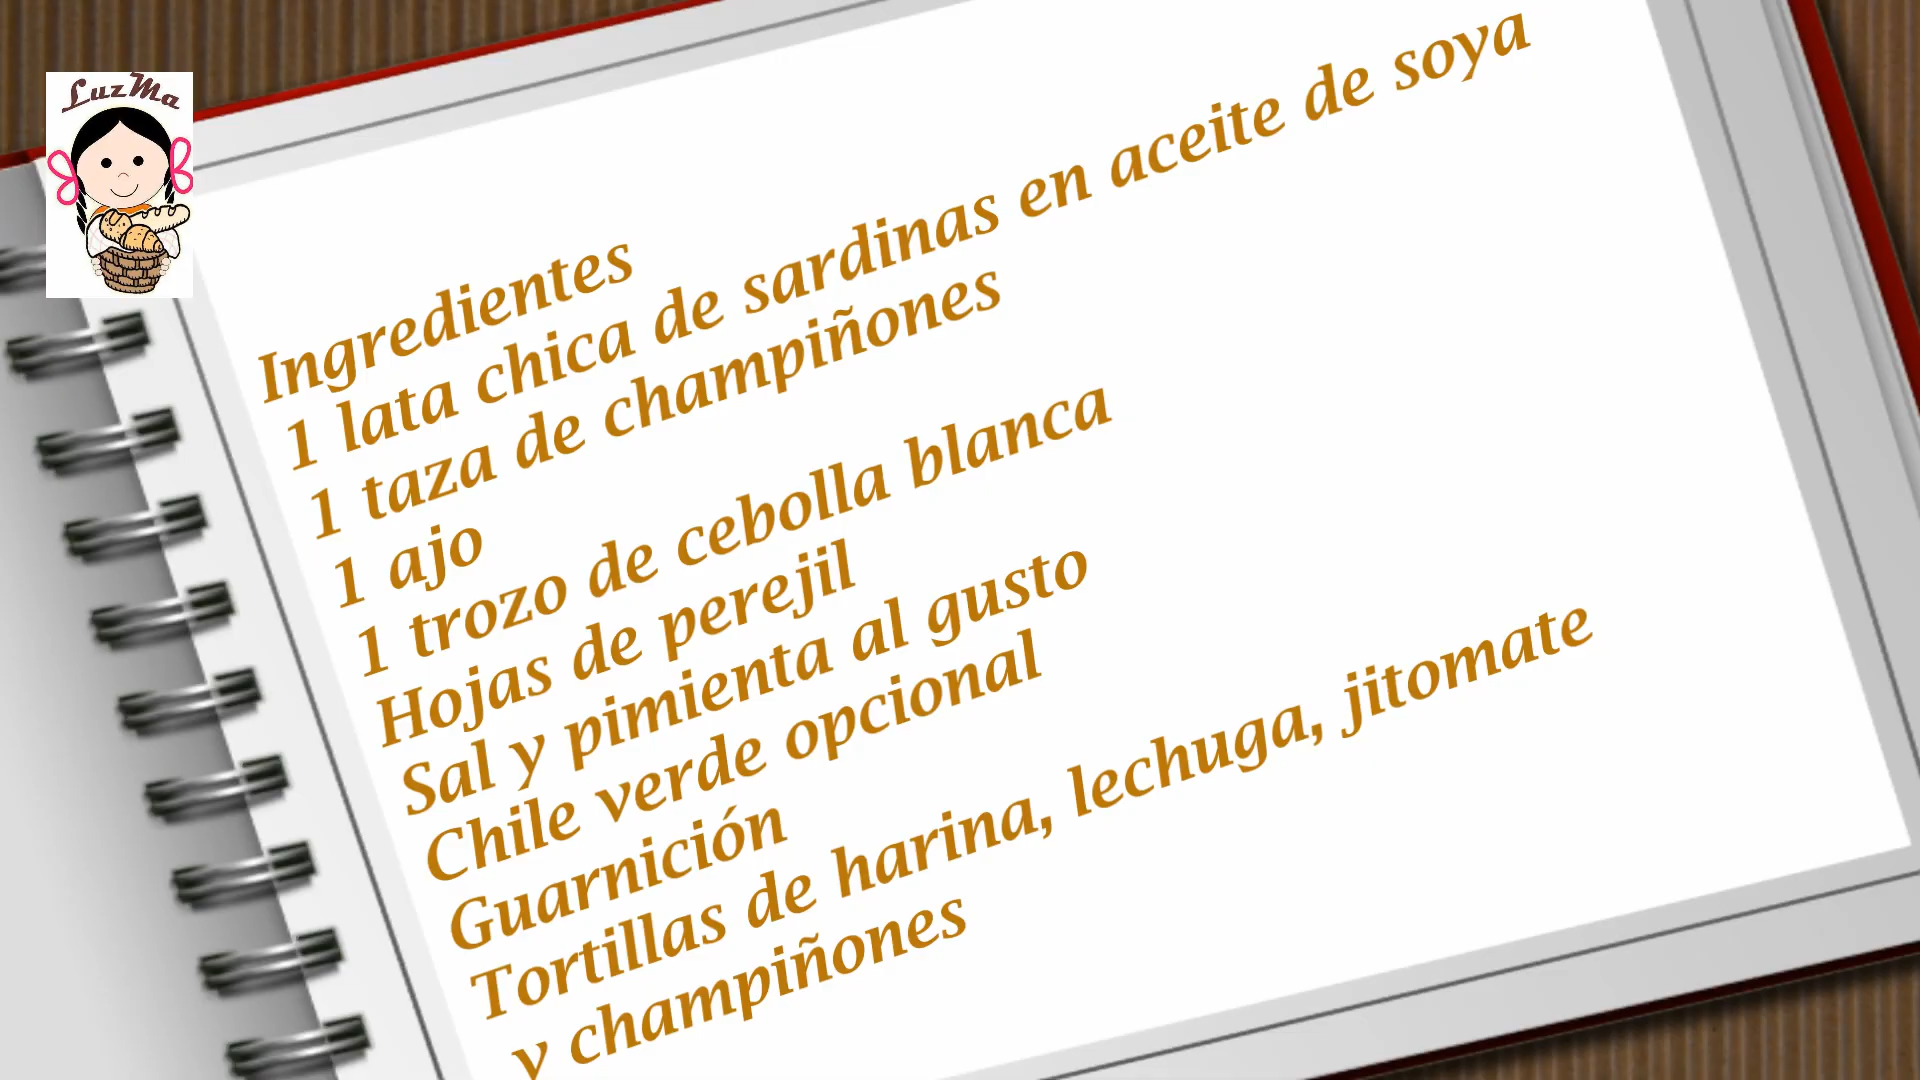 LuzMa
Ingredientes
1 lata chica de sardinas en aceite de soya
1 taza de champiñones
1 ajo
1 trozo de cebolla blanca
Hojas de perejil
Sal y pimienta al gusto
Chile verde opcional
Guarnición
Tortillas de harina, lechuga, jitomate
y champiñones